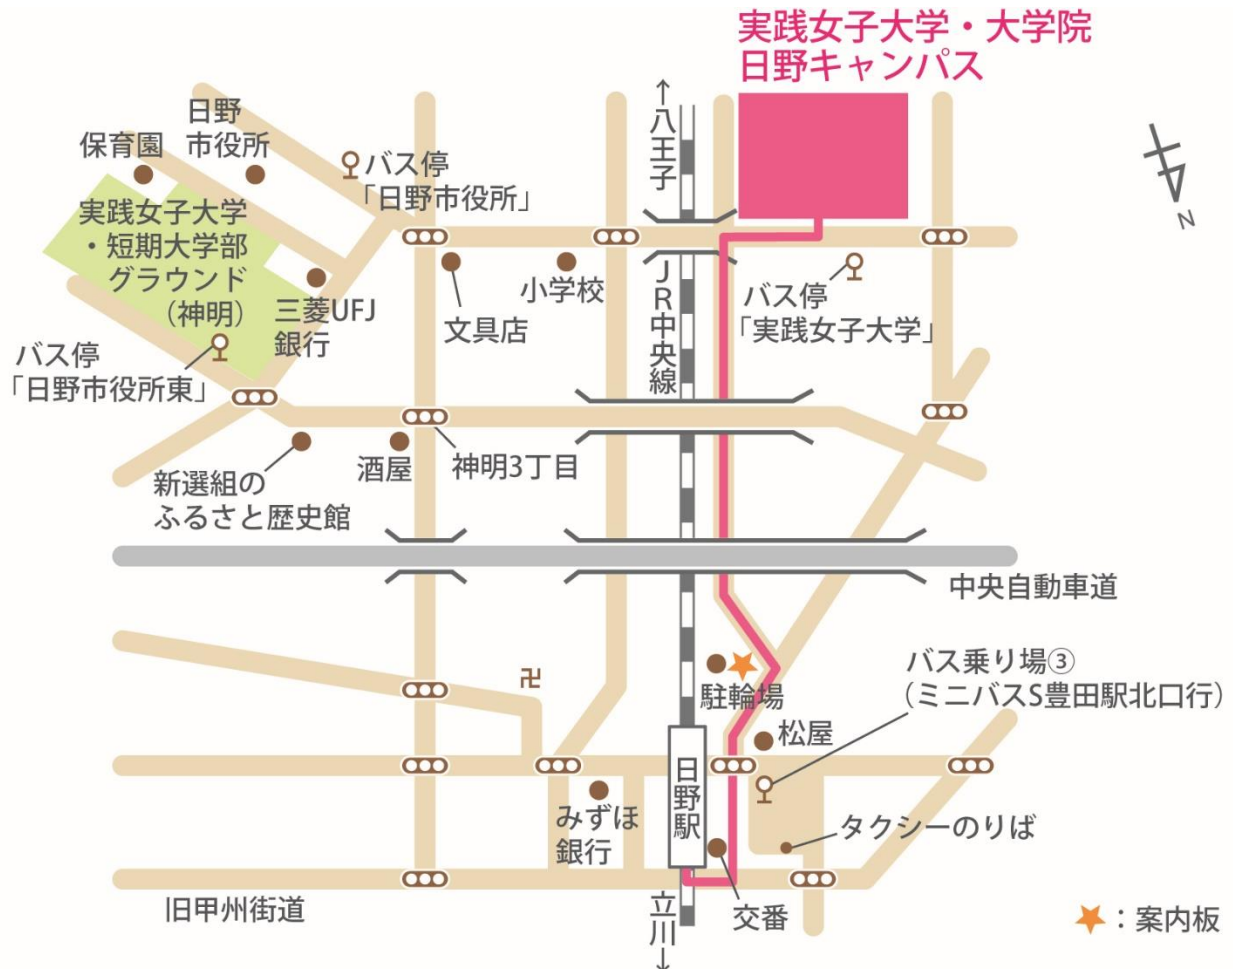 実践女子大学・大学院
日野キャンパス
←八王子
日野
市役所
保育園
バス停
「日野市役所」
実践女子大学
・短期大学部
グラウンド
（神明）
三菱UFJ
銀行
バス停
「日野市役所東」
文具店
小学校
JR中央線
バス停
「実践女子大学」
N
新選組の
ふるさと歴史館
酒屋
神明3丁目
中央自動車道
卍
駐輪場
バス乗り場③
（ミニバスS豊田駅北口行）
松屋
日野駅
みずほ
銀行
タクシーのりば
交番
旧甲州街道
立川→
★：案内板